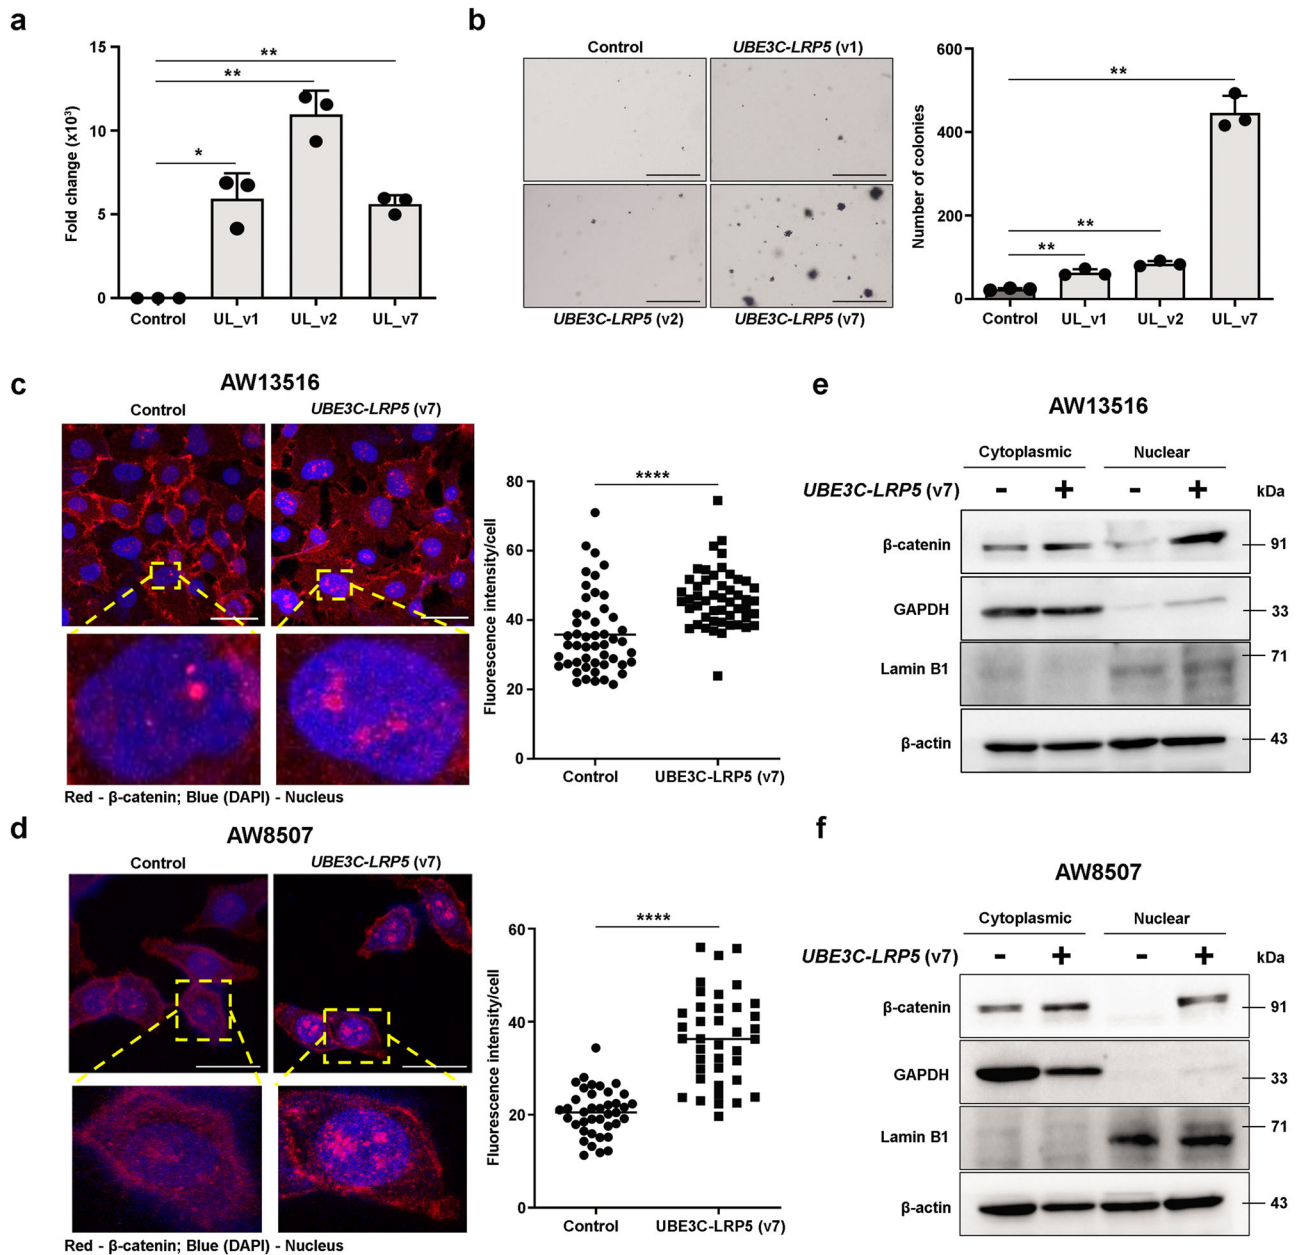 a
15
10
5
0
Fold change (x10³)
**
**
*
Control
UL_v1
UL_v2
UL_v7
b
Control
UBE3C-LRP5 (v1)
UBE3C-LRP5 (v2)
UBE3C-LRP5 (v7)
600
400
200
0
Number of colonies
**
**
**
Control
UL_v1
UL_v2
UL_v7
c
AW13516
Control
UBE3C-LRP5 (v7)
Red - β-catenin; Blue (DAPI) - Nucleus
80
60
40
20
0
Fluorescence intensity/cell
****
Control
UBE3C-LRP5 (v7)
e
AW13516
Cytoplasmic
Nuclear
UBE3C-LRP5 (v7)
- + - +
kDa
β-catenin
91
GAPDH
33
Lamin B1
71
β-actin
43
d
AW8507
Control
UBE3C-LRP5 (v7)
Red - β-catenin; Blue (DAPI) - Nucleus
60
40
20
0
Fluorescence intensity/cell
****
Control
UBE3C-LRP5 (v7)
f
AW8507
Cytoplasmic
Nuclear
UBE3C-LRP5 (v7)
- + - +
kDa
β-catenin
91
GAPDH
33
Lamin B1
71
β-actin
43